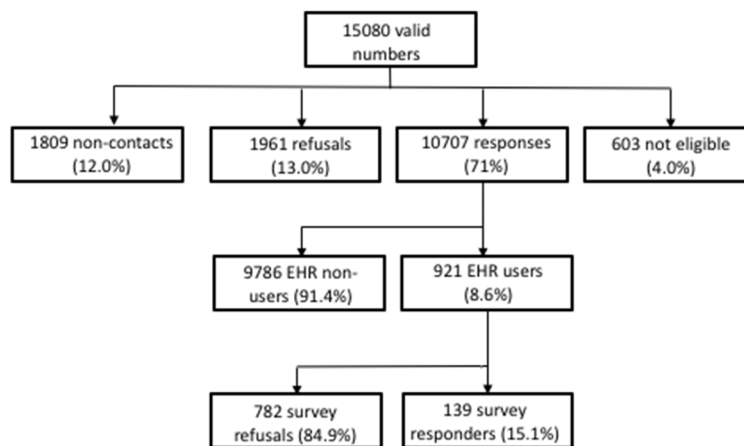 15080 valid
numbers
1809 non-contacts
(12.0%)
1961 refusals
(13.0%)
10707 responses
(71%)
603 not eligible
(4.0%)
9786 EHR non-
users (91.4%)
921 EHR users
(8.6%)
782 survey
refusals (84.9%)
139 survey
responders (15.1%)